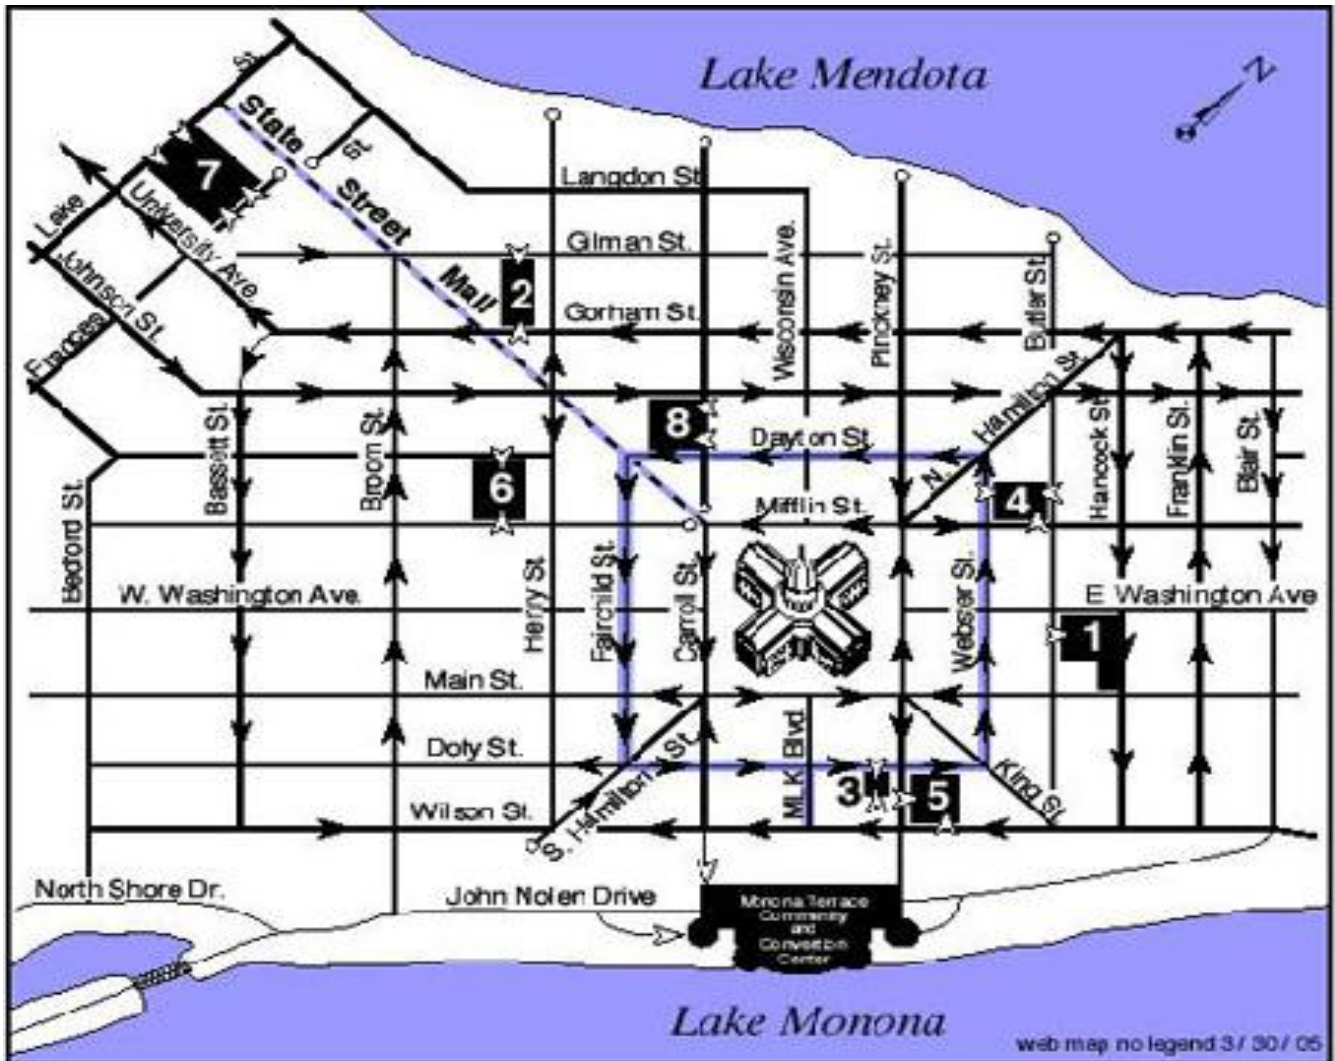 Lake Mendota
N
St
State
Street
Mall
St.
7
Langdon St.
Lake
University Ave.
Gilman St.
Wisconsin Ave.
Pinckney St.
Butler St.
Johnson St.
2
Gorham St.
Frances
8
Dayton St.
N. Hamilton St.
Hancock St.
Franklin St.
Blair St.
Bassett St.
Broom St.
6
Mifflin St.
4
Bedford St.
Henry St.
Fairchild St.
Carroll St.
Webster St.
W. Washington Ave.
E Washington Ave
1
Main St.
MLK Blvd.
Doty St.
S. Hamilton St.
3
5
King St.
Wilson St.
North Shore Dr.
John Nolen Drive
Monona Terrace
Community
and
Convention
Center
Lake Monona
web map no legend 3/ 30/ 05